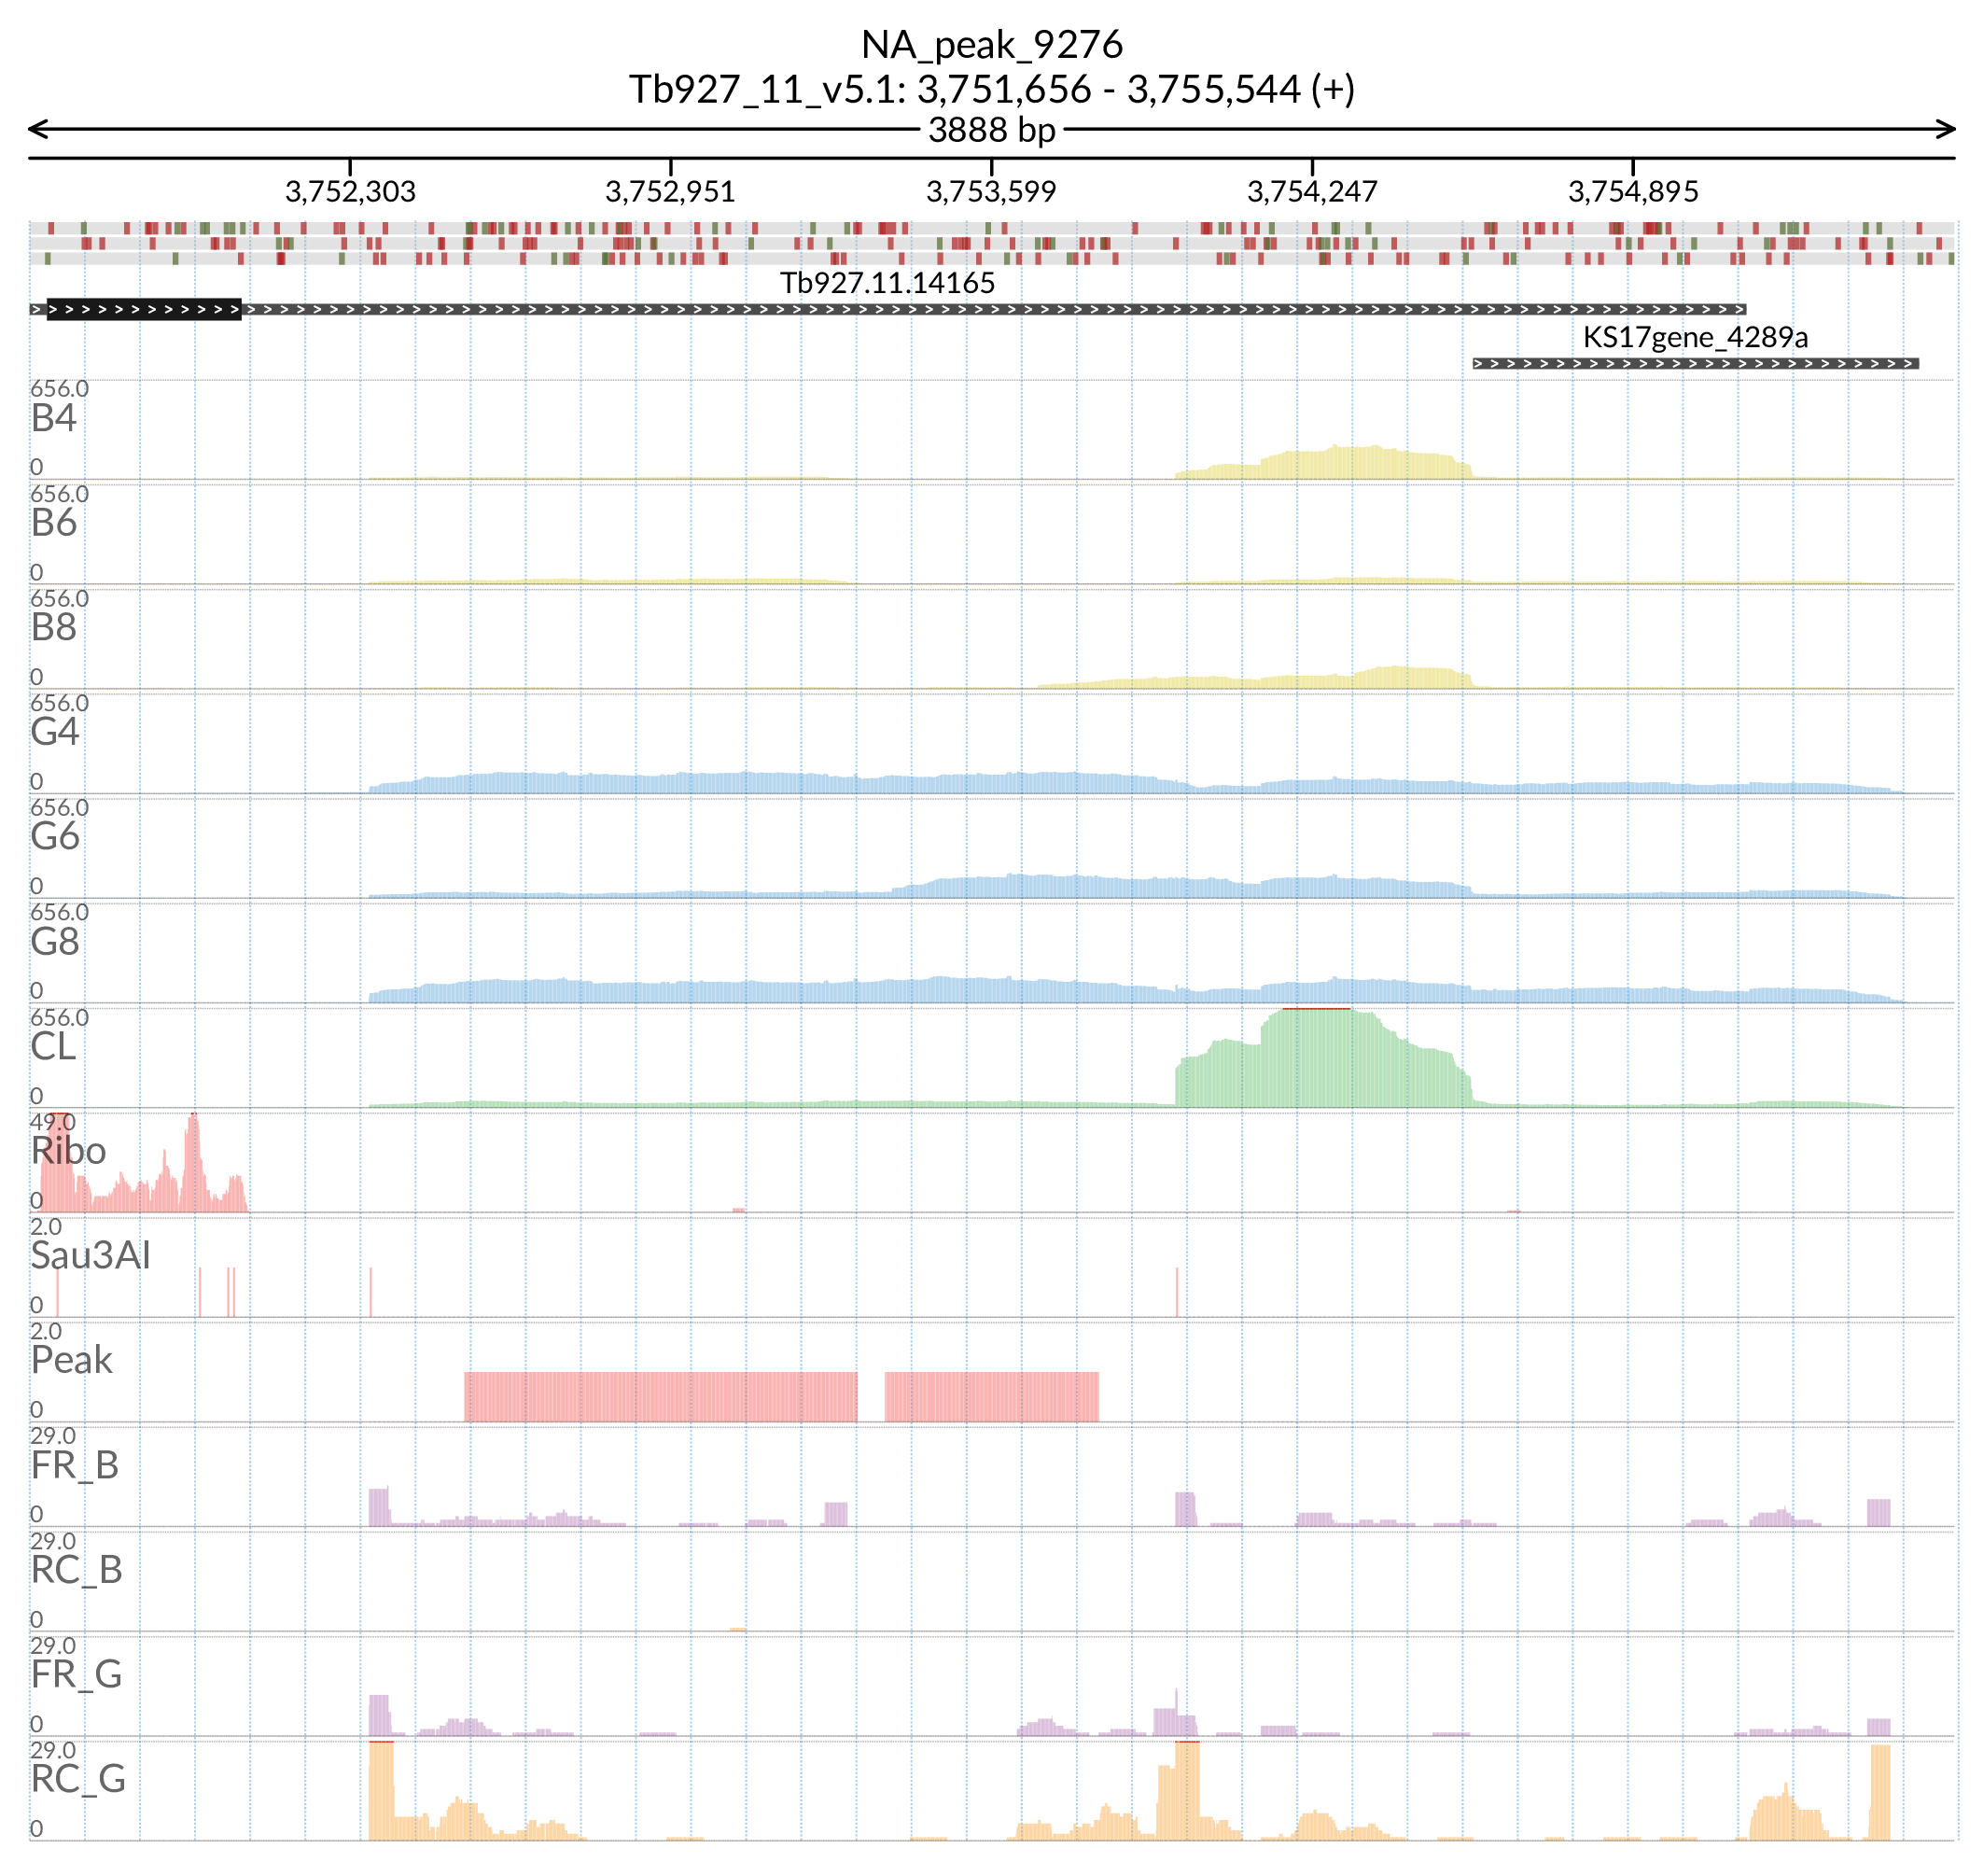 NA_peak_9276
Tb927_11_v5.1: 3,751,656 - 3,755,544 (+)
3888 bp
3,752,303 3,752,951 3,753,599 3,754,247 3,754,895
Tb927.11.14165
KS17gene_4289a
656.0
B4
0
656.0
B6
0
656.0
B8
0
656.0
G4
0
656.0
G6
0
656.0
G8
0
656.0
CL
0
49.0
Ribo
0
2.0
Sau3AI
0
2.0
Peak
0
29.0
FR_B
0
29.0
RC_B
0
29.0
FR_G
0
29.0
RC_G
0